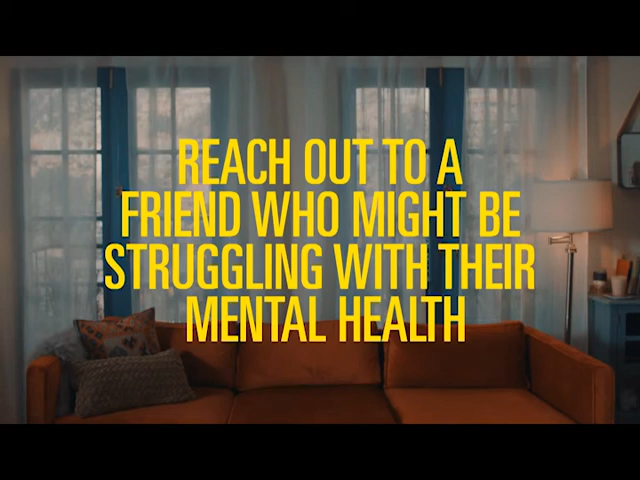 REACH OUT TO A
FRIEND WHO MIGHT BE
STRUGGLING WITH THEIR
MENTAL HEALTH